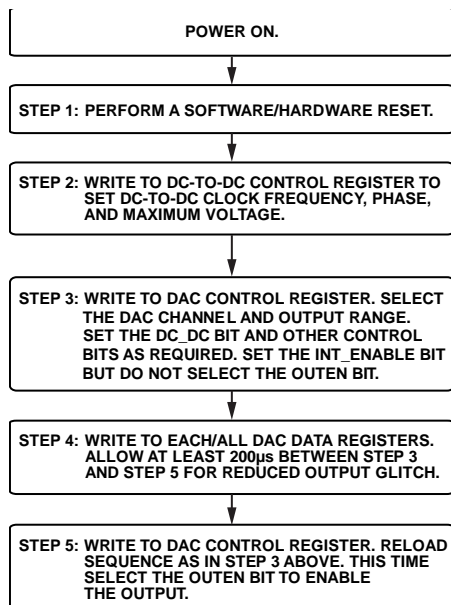 POWER ON.
STEP 1: PERFORM A SOFTWARE/HARDWARE RESET.
STEP 2: WRITE TO DC-TO-DC CONTROL REGISTER TO
SET DC-TO-DC CLOCK FREQUENCY, PHASE,
AND MAXIMUM VOLTAGE.
STEP 3: WRITE TO DAC CONTROL REGISTER. SELECT
THE DAC CHANNEL AND OUTPUT RANGE.
SET THE DC_DC BIT AND OTHER CONTROL
BITS AS REQUIRED. SET THE INT_ENABLE BIT
BUT DO NOT SELECT THE OUTEN BIT.
STEP 4: WRITE TO EACH/ALL DAC DATA REGISTERS.
ALLOW AT LEAST 200µs BETWEEN STEP 3
AND STEP 5 FOR REDUCED OUTPUT GLITCH.
STEP 5: WRITE TO DAC CONTROL REGISTER. RELOAD
SEQUENCE AS IN STEP 3 ABOVE. THIS TIME
SELECT THE OUTEN BIT TO ENABLE
THE OUTPUT.